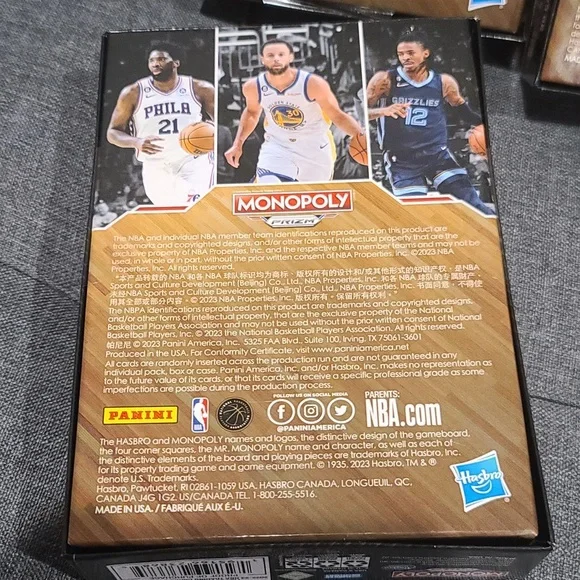 PHILA
21
30
GRIZZLIES
12
MONOPOLY
PRIZM
The NBA and individual NBA member team identifications reproduced on this product are
trademarks and copyrighted designs, and/or other forms of intellectual property that are the
exclusive property of NBA Properties, Inc. and the respective NBA member teams and may not be
used, in whole or in part, without the prior written consent of NBA Properties, Inc. ©2023 NBA
Properties, Inc. All rights reserved.
NBA Sports and Culture Development (Beijing) Co., Ltd., NBA Properties, Inc.
© 2023 NBA Properties, Inc. 版权所有，保留所有权利。
The NBPA identifications reproduced on this product are trademarks and copyrighted designs,
and/or other forms of intellectual property, that are the exclusive property of the National
Basketball Players Association and may not be used without the prior written consent of National
Basketball Players, Inc. © 2023 the National Basketball Players Association. All rights reserved.
帕尼尼 © 2023 Panini America, Inc. 5325 FAA Blvd., Suite 100, Irving, TX 75061-3601
Produced in the USA. For Conformity Certificate, visit www.paniniamerica.net
All cards are randomly inserted across the production run and are not guaranteed in any
individual pack, box or case. Panini America, Inc. and/or Hasbro, Inc. makes no representation as
to the future value of its cards, or that its cards will receive a specific professional grade as some
imperfections are possible during the production process.
PANINI
NBA
FOLLOW US ON SOCIAL MEDIA
@PANINIAMERICA
PARENTS:
NBA.com
The HASBRO and MONOPOLY names and logos, the distinctive design of the gameboard,
the four corner squares, the MR. MONOPOLY name and character, as well as each of
the distinctive elements of the board and playing pieces are trademarks of Hasbro, Inc.
for its property trading game and game equipment. © 1935, 2023 Hasbro, TM & ®
denote U.S. Trademarks.
Hasbro, Pawtucket, RI 02861-1059 USA. HASBRO CANADA, LONGUEUIL, QC,
CANADA J4G 1G2. US/CANADA TEL. 1-800-255-5516.
MADE IN USA. / FABRIQUÉ AUX É.-U.
Hasbro